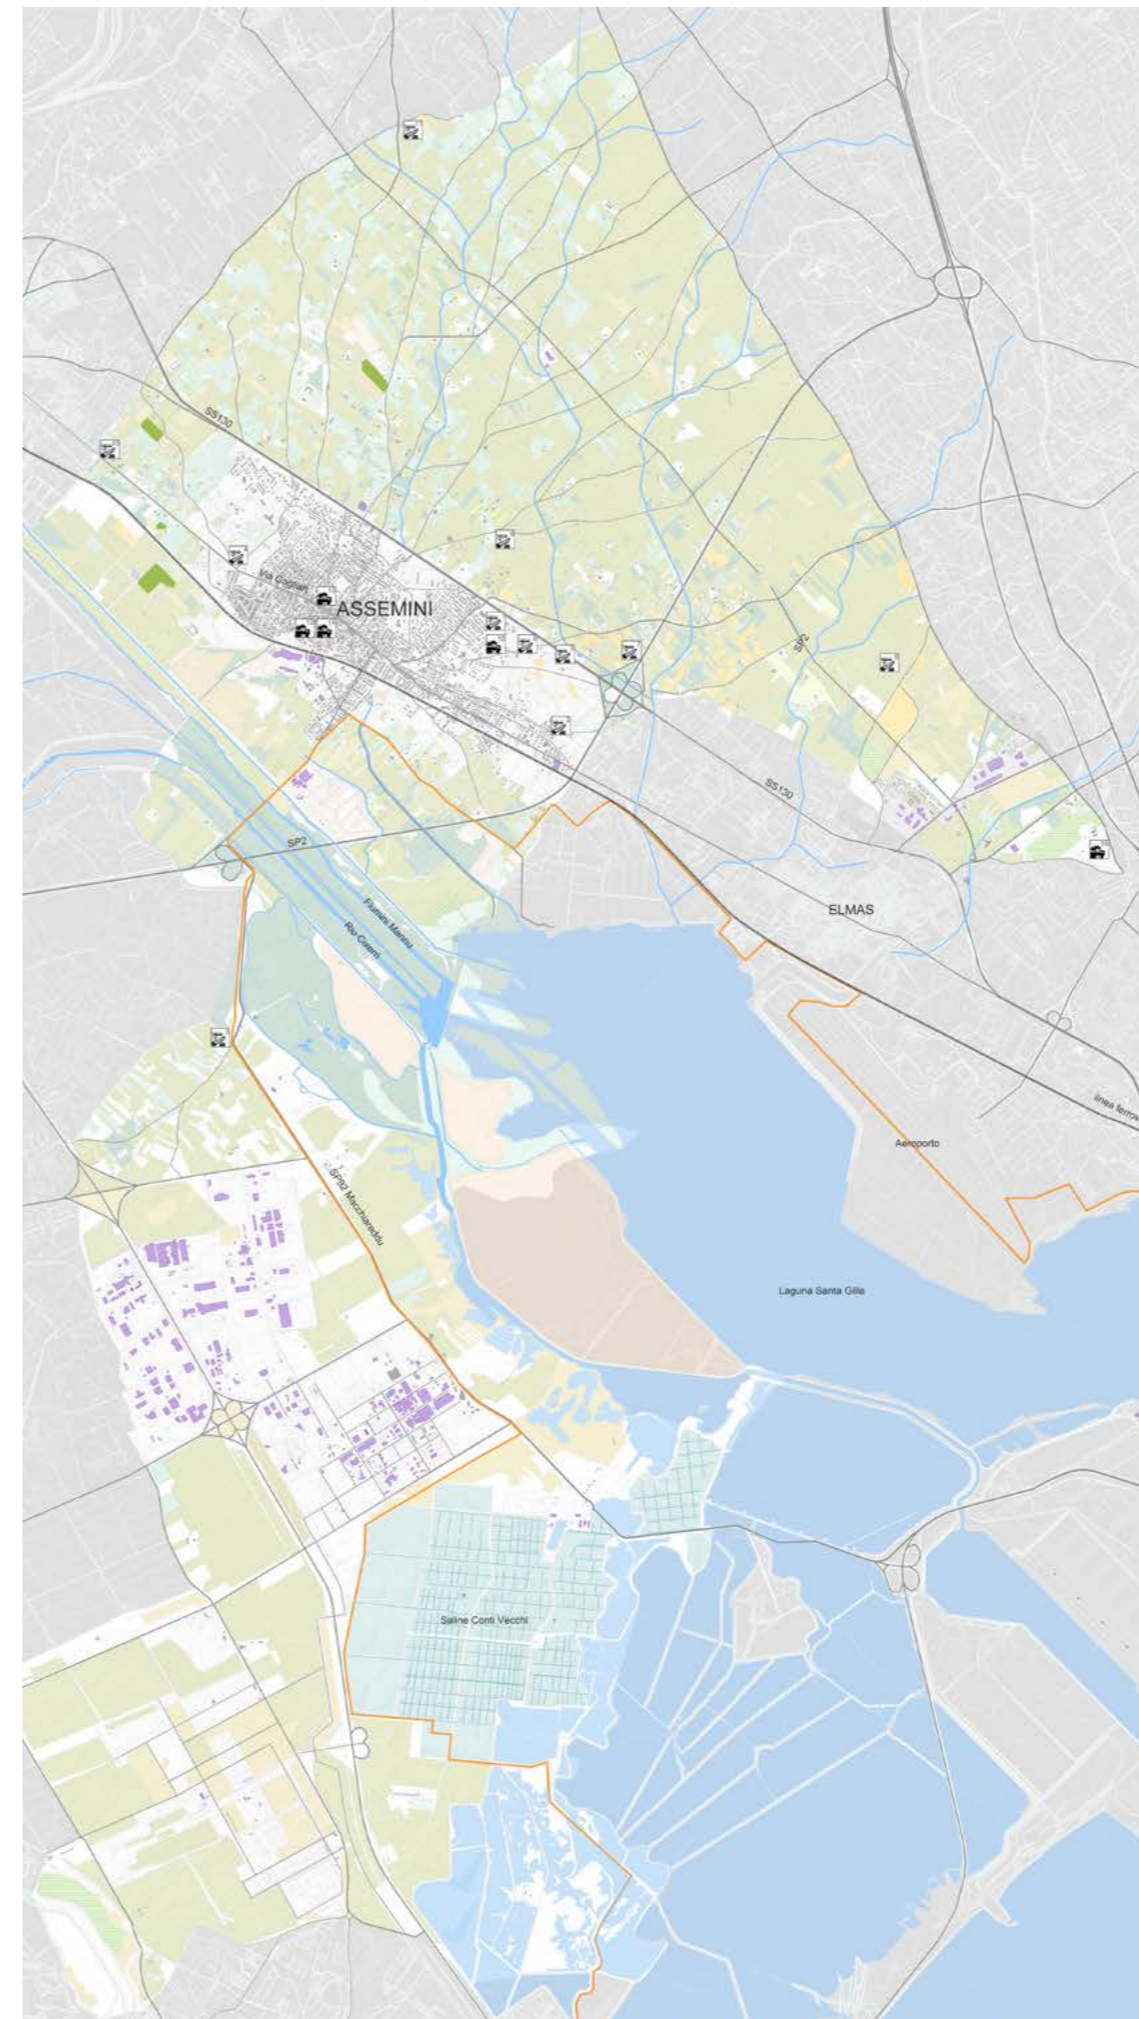 SS130
Via Cagliari
ASSEMINI
SP2
SS130
SP2
ELMAS
Flumini Mannu
Rio Cixerri
linea ferrov
Aeroporto
SP92 Macchiareddu
Laguna Santa Gilla
Saline Conti Vecchi